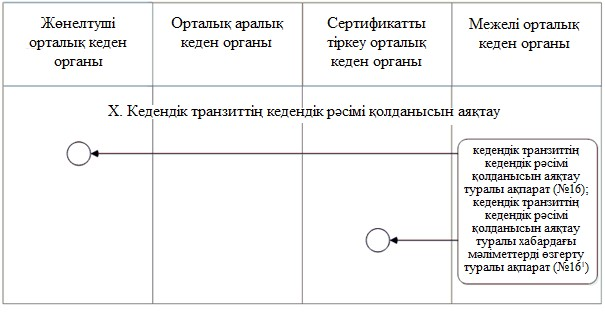 Жөнелтуші
орталық кеден
органы
Орталық аралық
кеден органы
Сертификатты
тіркеу орталық
кеден органы
Межелі орталық
кеден органы
X. Кедендік транзиттің кедендік рәсімі қолданысын аяқтау
кедендік транзиттің
кедендік рәсімі
қолданысын аяқтау
туралы ақпарат (№16);
кедендік транзиттің
кедендік рәсімі
қолданысын аяқтау
туралы хабардағы
мәліметтерді өзгерту
туралы ақпарат (№16¹)